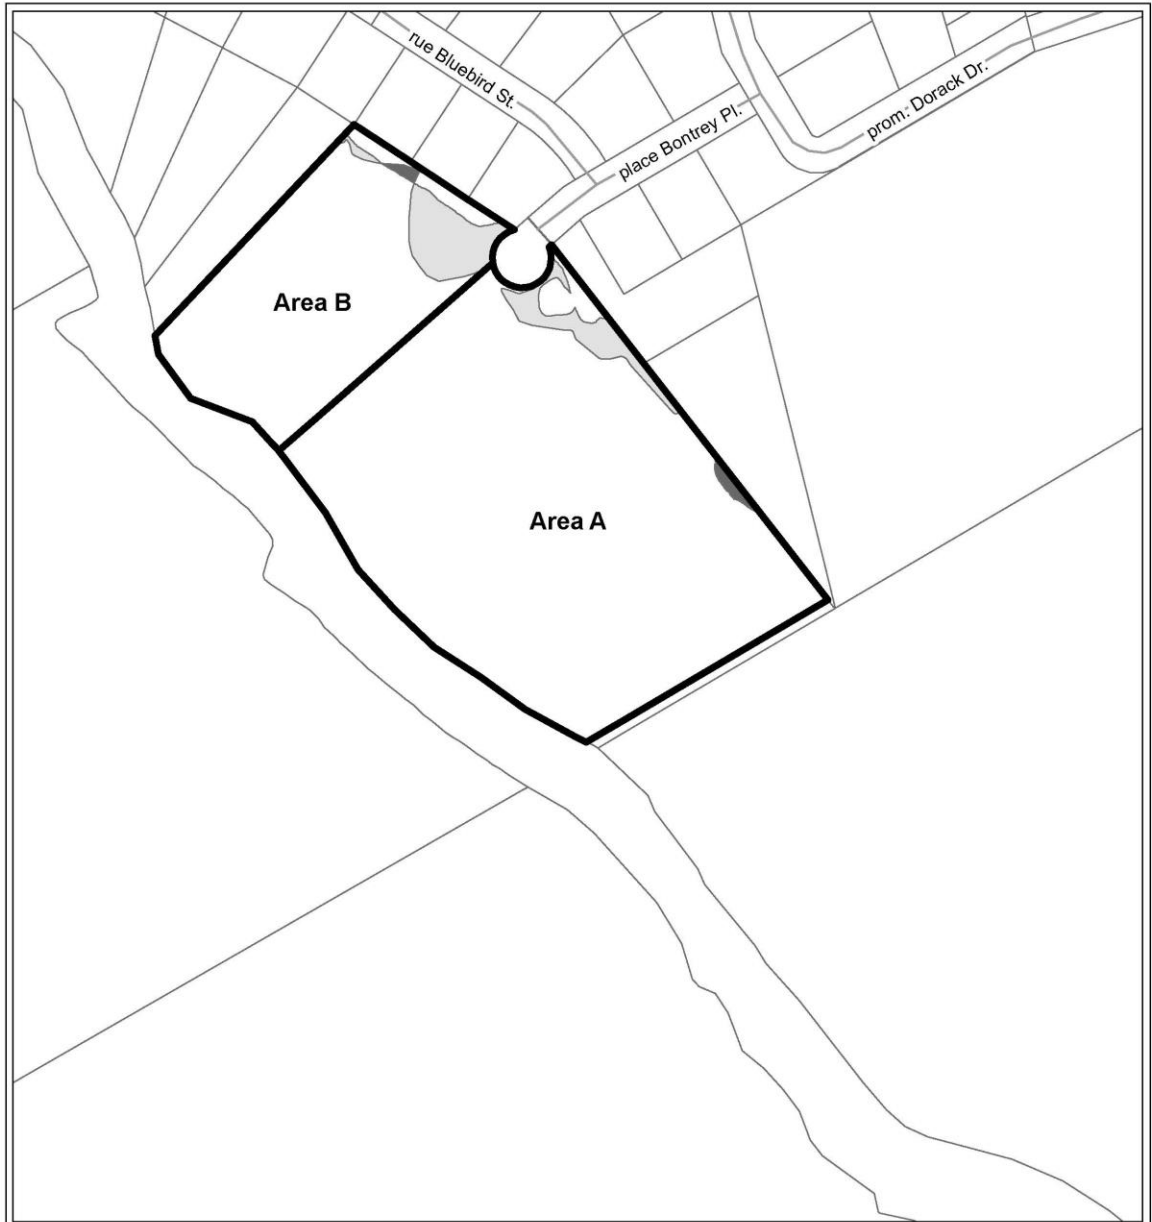 rue Bluebird St.
place Bontrey Pl.
prom. Dorack Dr.
Area B
Area A